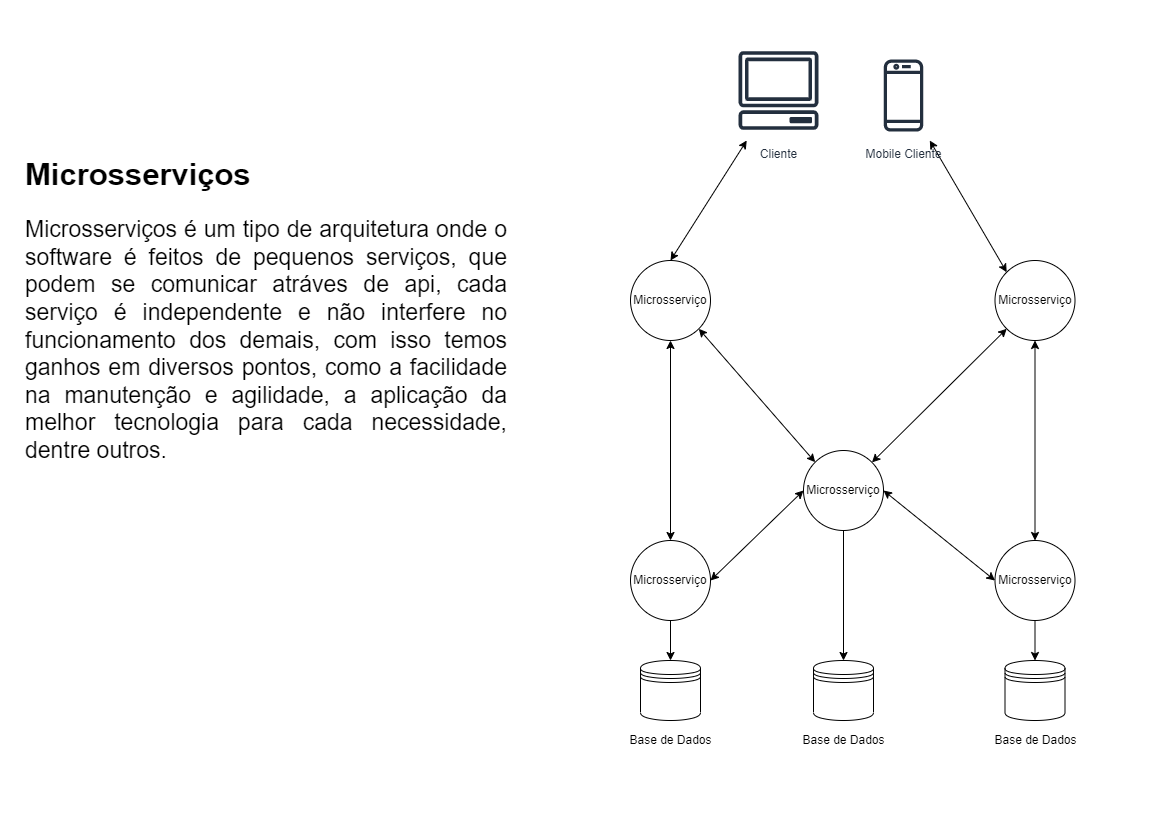 Microsserviços
Microsserviços é um tipo de arquitetura onde o
software é feitos de pequenos serviços, que
podem se comunicar atráves de api, cada
serviço é independente e não interfere no
funcionamento dos demais, com isso temos
ganhos em diversos pontos, como a facilidade
na manutenção e agilidade, a aplicação da
melhor tecnologia para cada necessidade,
dentre outros.
Cliente
Mobile Cliente
Microsserviço
Microsserviço
Microsserviço
Microsserviço
Microsserviço
Base de Dados
Base de Dados
Base de Dados